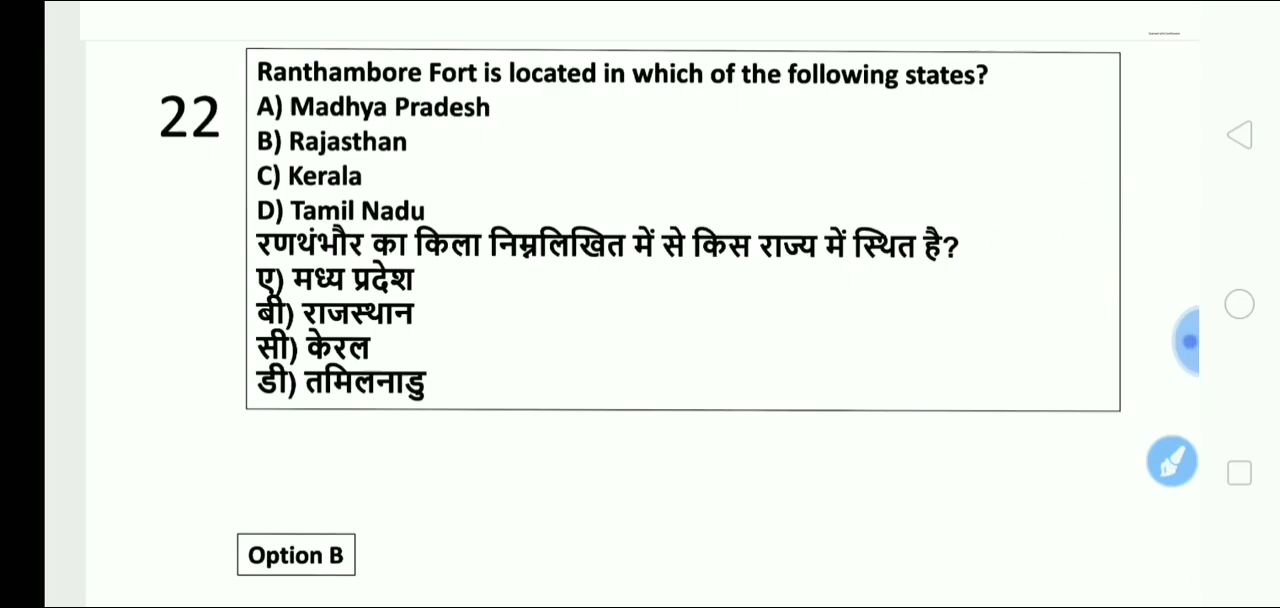 22
Ranthambore Fort is located in which of the following states?
A) Madhya Pradesh
B) Rajasthan
C) Kerala
D) Tamil Nadu
रणथंभौर का किला निम्नलिखित में से किस राज्य में स्थित है?
ए) मध्य प्रदेश
बी) राजस्थान
सी) केरल
डी) तमिलनाडु
Option B